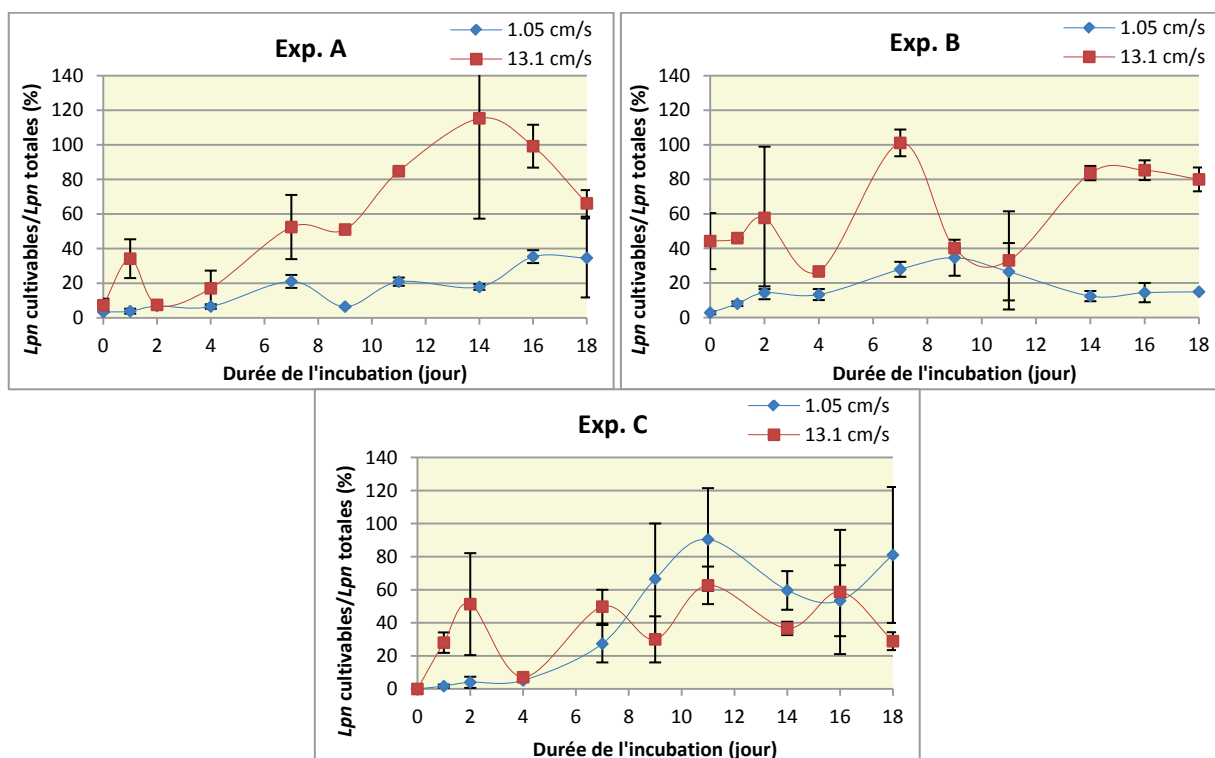 Exp. A
1.05 cm/s
13.1 cm/s
Lpn cultivables/Lpn totales (%)
140
120
100
80
60
40
20
0
0 2 4 6 8 10 12 14 16 18
Durée de l'incubation (jour)
Exp. B
1.05 cm/s
13.1 cm/s
Lpn cultivables/Lpn totales (%)
140
120
100
80
60
40
20
0
0 2 4 6 8 10 12 14 16 18
Durée de l'incubation (jour)
Exp. C
1.05 cm/s
13.1 cm/s
Lpn cultivables/Lpn totales (%)
140
120
100
80
60
40
20
0
0 2 4 6 8 10 12 14 16 18
Durée de l'incubation (jour)